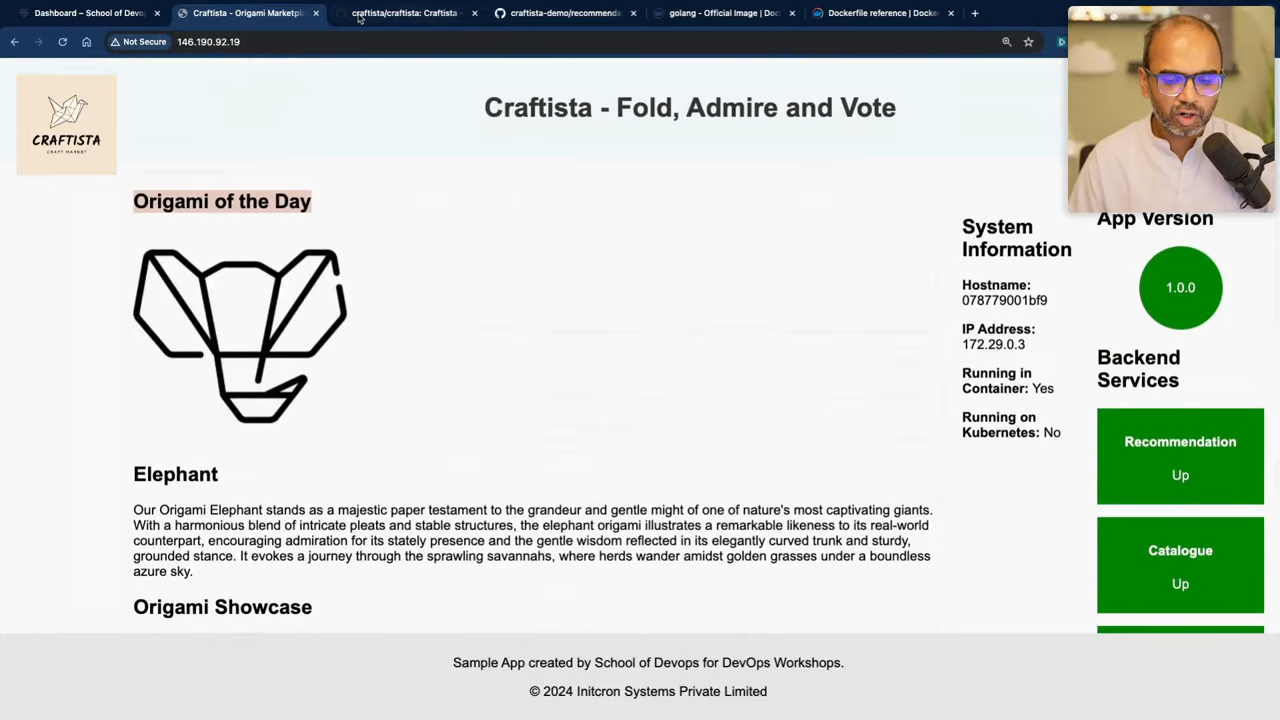 Dashboard – School of Devo
Craftista - Origami Marketpl
craftista/craftista: Craftista
craftista-demo/recommenda
golang - Official Image | Doc
Dockerfile reference | Docke
Not Secure
146.190.92.19
CRAFTISTA
CRAFT MARKET
Craftista - Fold, Admire and Vote
Origami of the Day
Elephant
Our Origami Elephant stands as a majestic paper testament to the grandeur and gentle might of one of nature's most captivating giants.
With a harmonious blend of intricate pleats and stable structures, the elephant origami illustrates a remarkable likeness to its real-world
counterpart, encouraging admiration for its stately presence and the gentle wisdom reflected in its elegantly curved trunk and sturdy,
grounded stance. It evokes a journey through the sprawling savannahs, where herds wander amidst golden grasses under a boundless
azure sky.
Origami Showcase
System
Information
Hostname:
078779001bf9
IP Address:
172.29.0.3
Running in
Container: Yes
Running on
Kubernetes: No
App Version
1.0.0
Backend
Services
Recommendation
Up
Catalogue
Up
Sample App created by School of Devops for DevOps Workshops.
© 2024 Initcron Systems Private Limited